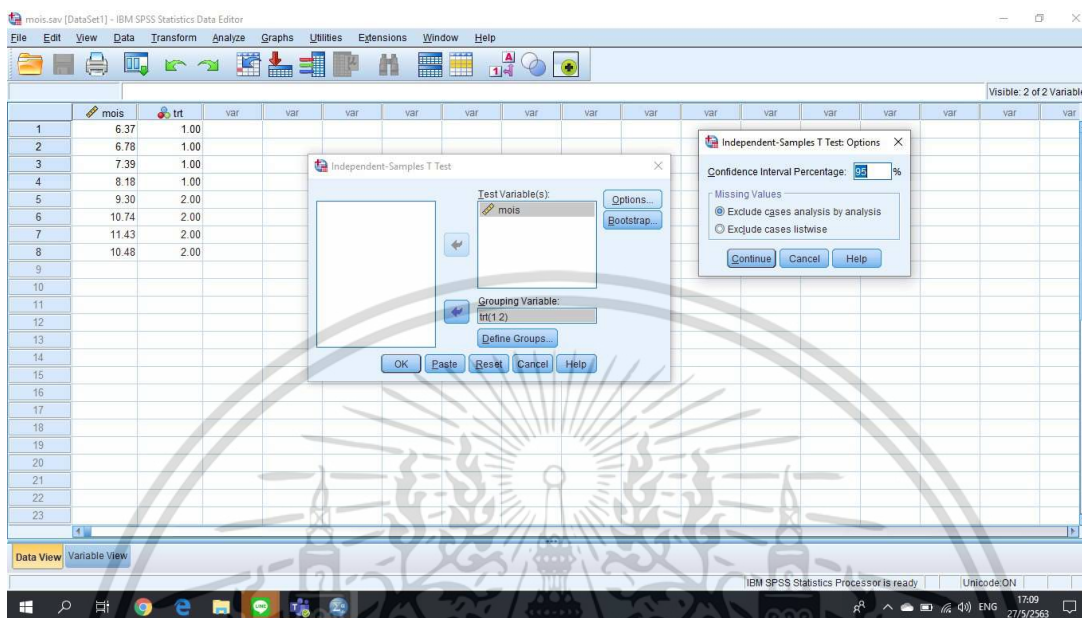 mois.sav [DataSet1] - IBM SPSS Statistics Data Editor
File Edit View Data Transform Analyze Graphs Utilities Extensions Window Help
Visible: 2 of 2 Variable
mois trt var var var var var var var var var var var var var var
1 6.37 1.00
2 6.78 1.00
3 7.39 1.00
4 8.18 1.00
5 9.30 2.00
6 10.74 2.00
7 11.43 2.00
8 10.48 2.00
9
10
11
12
13
14
15
16
17
18
19
20
21
22
23
Independent-Samples T Test
Test Variable(s):
mois
Options...
Bootstrap...
Grouping Variable:
trt(1 2)
Define Groups...
OK Paste Reset Cancel Help
Independent-Samples T Test: Options
Confidence Interval Percentage: 95 %
Missing Values
Exclude cases analysis by analysis
Exclude cases listwise
Continue Cancel Help
Data View Variable View
IBM SPSS Statistics Processor is ready Unicode:ON
LINE
ENG
17:09
27/5/2563